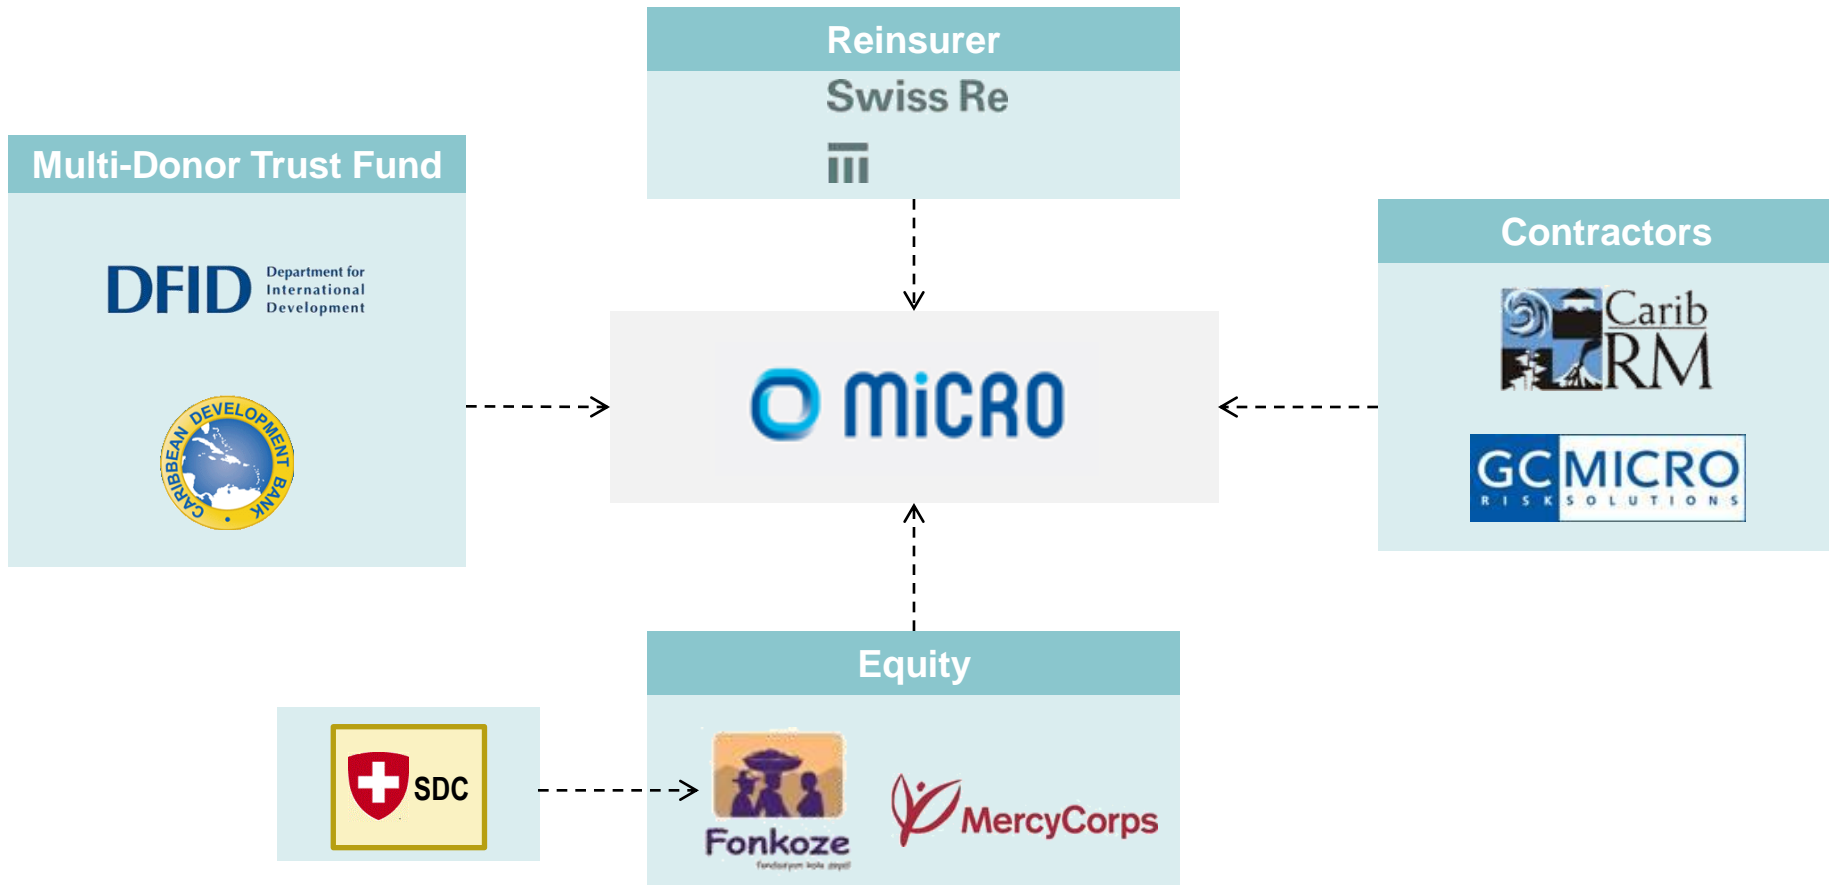 Reinsurer
Swiss Re
Multi-Donor Trust Fund
DFID Department for
International
Development
CARIBBEAN DEVELOPMENT BANK
Contractors
Carib
RM
GC MICRO
RISK SOLUTIONS
MiCRO
Equity
SDC
Fonkoze
MercyCorps